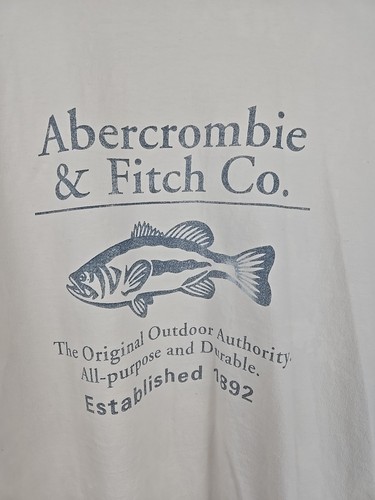 Abercrombie
& Fitch Co.
The Original Outdoor Authority.
All-purpose and Durable.
Established 1892